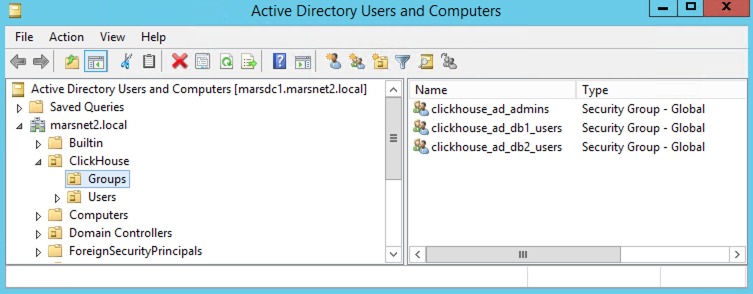 Active Directory Users and Computers
File Action View Help
Active Directory Users and Computers [marsdc1.marsnet2.local]
Saved Queries
marsnet2.local
Builtin
ClickHouse
Groups
Users
Computers
Domain Controllers
ForeignSecurityPrincipals
Name Type
clickhouse_ad_admins Security Group - Global
clickhouse_ad_db1_users Security Group - Global
clickhouse_ad_db2_users Security Group - Global